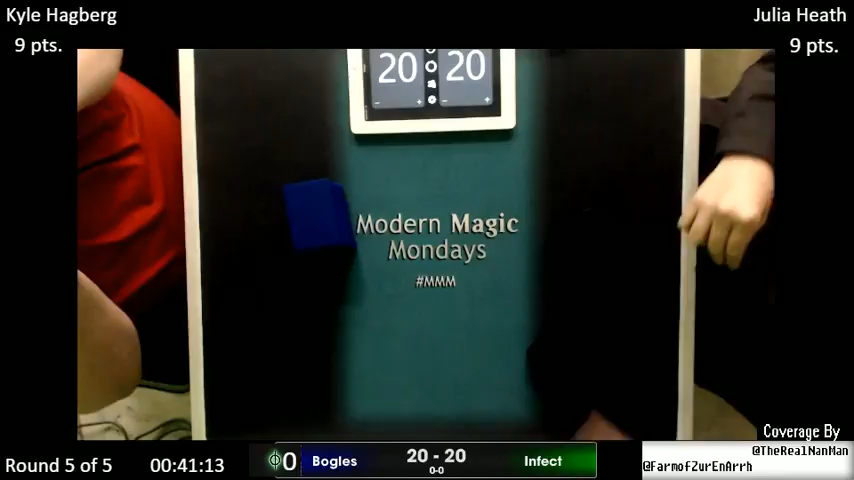 Kyle Hagberg
Julia Heath
9 pts.
9 pts.
20 20
- + - +
Modern Magic
Mondays
#MMM
Coverage By
@TheRealNanMan
@FarmofZurEnArrh
Round 5 of 5
00:41:13
0
Bogles
20 - 20
0-0
Infect